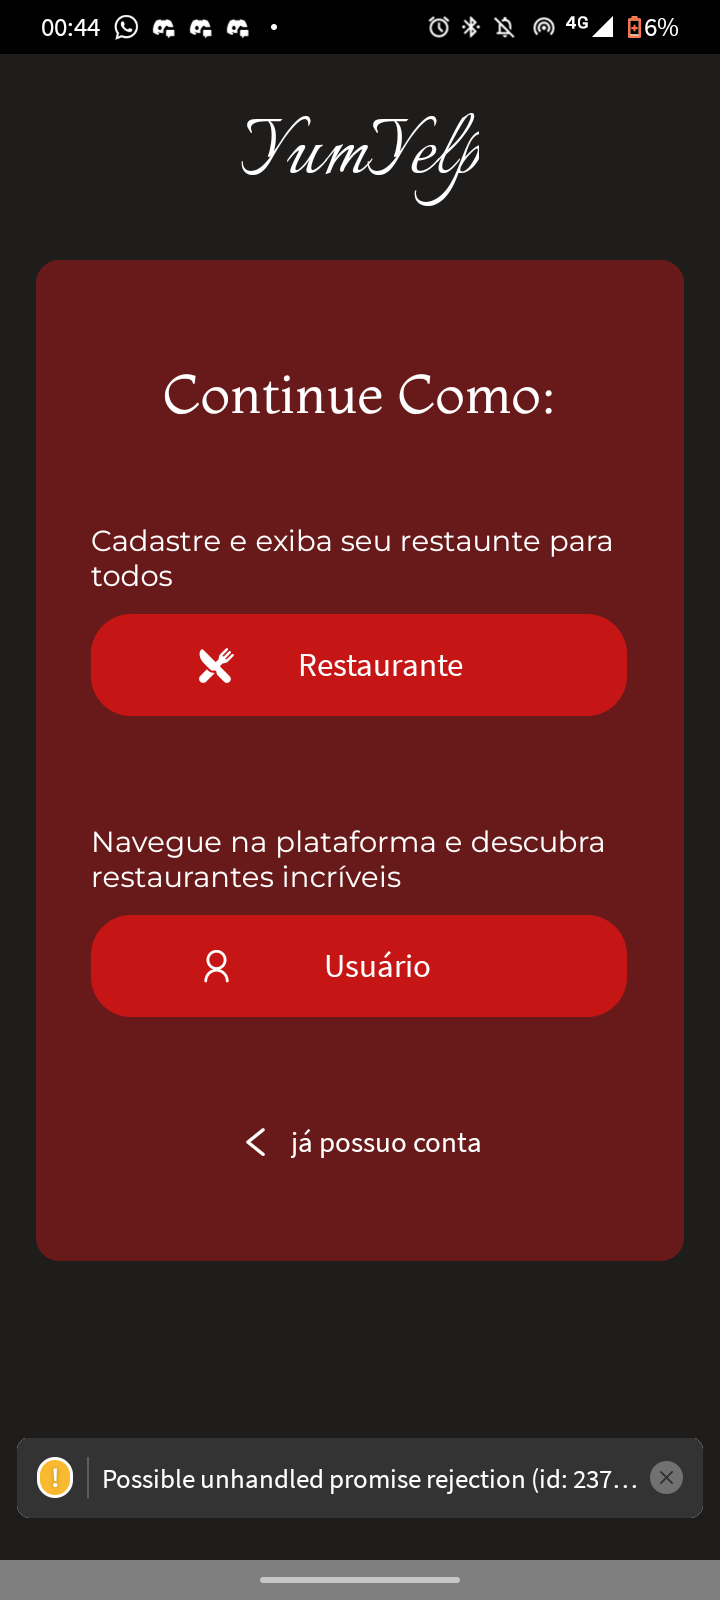 00:44
4G
6%
YumYelp
Continue Como:
Cadastre e exiba seu restaunte para
todos
Restaurante
Navegue na plataforma e descubra
restaurantes incríveis
Usuário
já possuo conta
Possible unhandled promise rejection (id: 237...